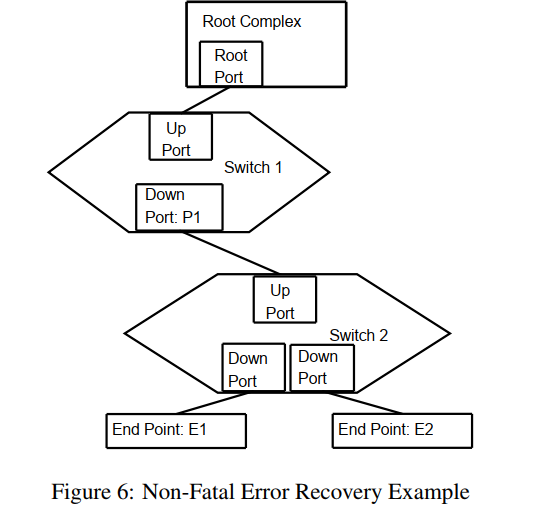 Root Complex
Root
Port
Up
Port
Switch 1
Down
Port: P1
Up
Port
Switch 2
Down
Port
Down
Port
End Point: E1
End Point: E2
Figure 6: Non-Fatal Error Recovery Example